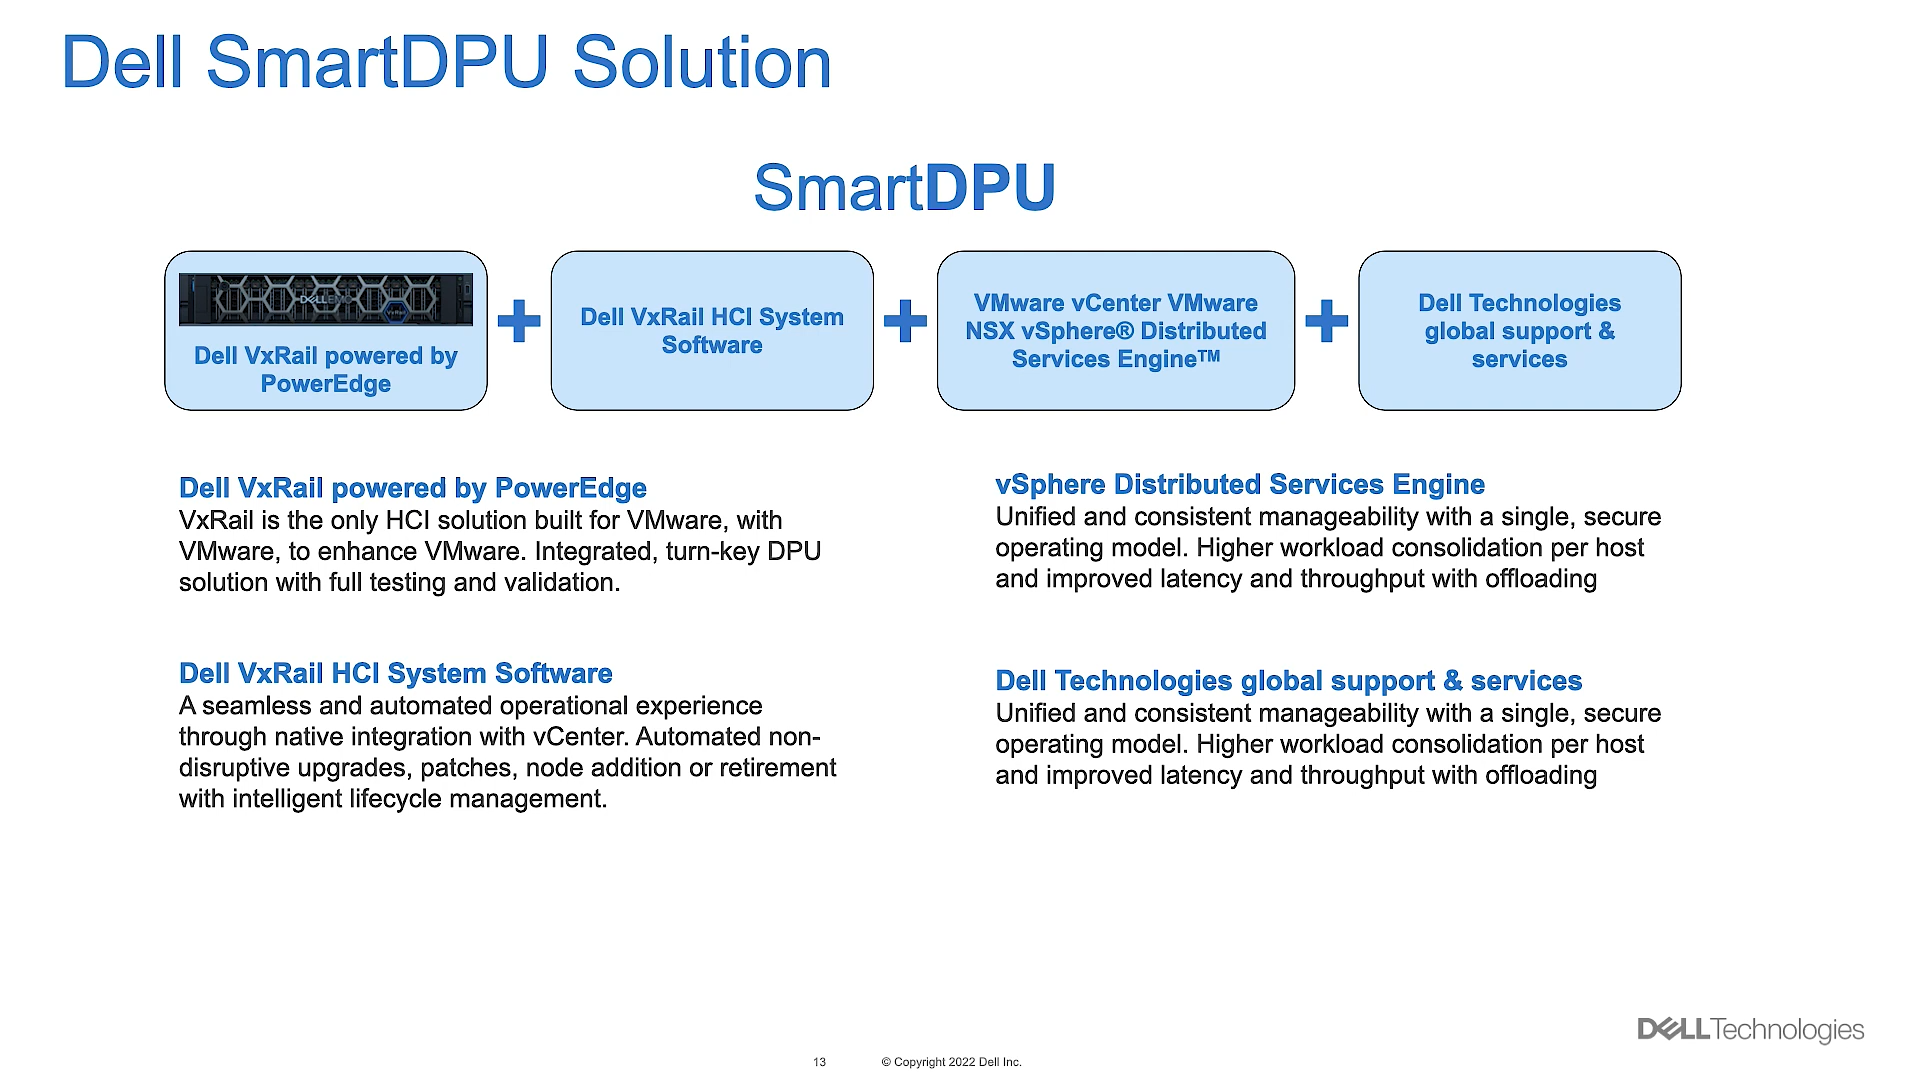 Dell SmartDPU Solution
SmartDPU
DELLEMC
VxRail
Dell VxRail powered by
PowerEdge
Dell VxRail HCI System
Software
VMware vCenter VMware
NSX vSphere® Distributed
Services Engine™
Dell Technologies
global support &
services
Dell VxRail powered by PowerEdge
VxRail is the only HCI solution built for VMware, with
VMware, to enhance VMware. Integrated, turn-key DPU
solution with full testing and validation.
Dell VxRail HCI System Software
A seamless and automated operational experience
through native integration with vCenter. Automated non-
disruptive upgrades, patches, node addition or retirement
with intelligent lifecycle management.
vSphere Distributed Services Engine
Unified and consistent manageability with a single, secure
operating model. Higher workload consolidation per host
and improved latency and throughput with offloading
Dell Technologies global support & services
Unified and consistent manageability with a single, secure
operating model. Higher workload consolidation per host
and improved latency and throughput with offloading
DELLTechnologies
13 © Copyright 2022 Dell Inc.